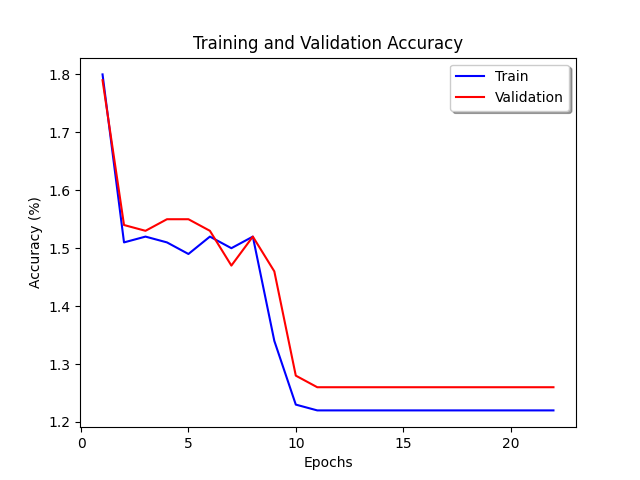 Training and Validation Accuracy
Train
Validation
Accuracy (%)
1.8
1.7
1.6
1.5
1.4
1.3
1.2
0 5 10 15 20
Epochs